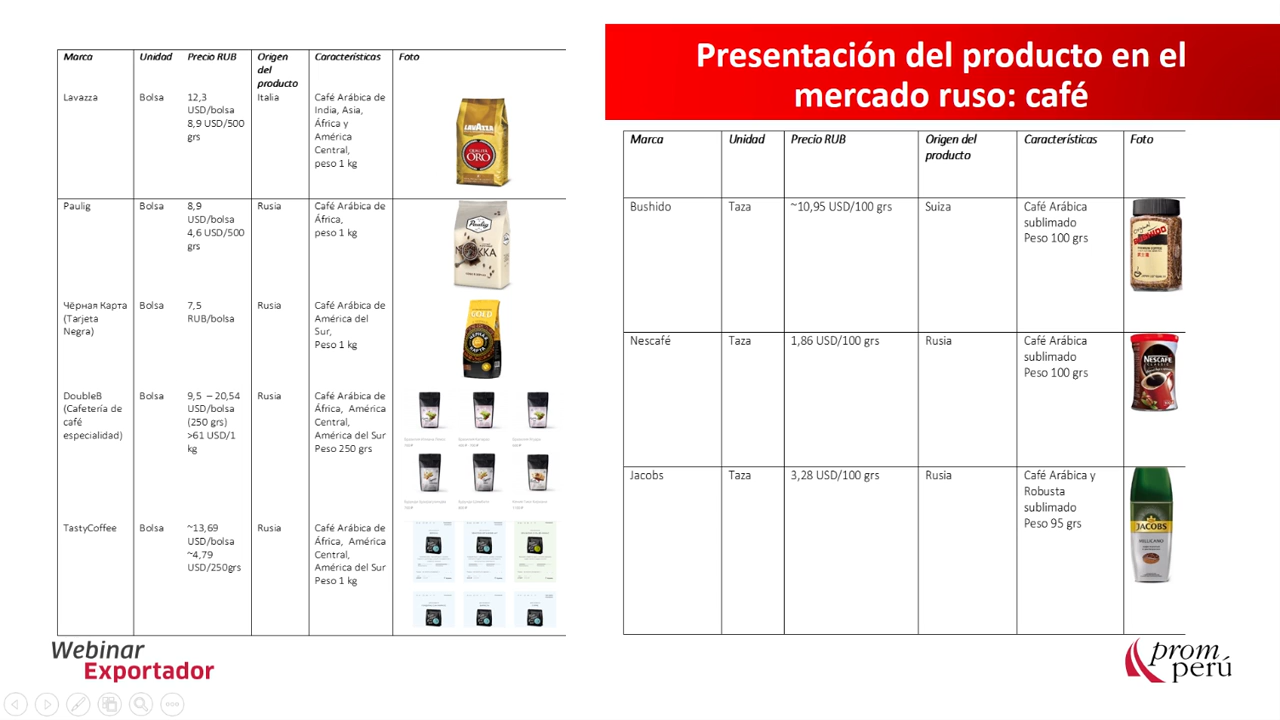 Presentación del producto en el
mercado ruso: café
Marca Unidad Precio RUB Origen del producto Características Foto
Lavazza Bolsa 12,3 USD/bolsa 8,9 USD/500 grs Italia Café Arábica de India, Asia, África y América Central, peso 1 kg
LAVAZZA
QUALITÀ
ORO
Paulig Bolsa 8,9 USD/bolsa 4,6 USD/500 grs Rusia Café Arábica de África, peso 1 kg
Paulig
Чёрная Карта (Tarjeta Negra) Bolsa 7,5 RUB/bolsa Rusia Café Arábica de América del Sur, Peso 1 kg
GOLD
ЧЕРНАЯ
КАРТА
DoubleB (Cafetería de café especialidad) Bolsa 9,5 – 20,54 USD/bolsa (250 grs) >61 USD/1 kg Rusia Café Arábica de África, América Central, América del Sur Peso 250 grs
TastyCoffee Bolsa ~13,69 USD/bolsa ~4,79 USD/250grs Rusia Café Arábica de África, América Central, América del Sur Peso 1 kg
Marca Unidad Precio RUB Origen del producto Características Foto
Bushido Taza ~10,95 USD/100 grs Suiza Café Arábica sublimado Peso 100 grs
Nescafé Taza 1,86 USD/100 grs Rusia Café Arábica sublimado Peso 100 grs
NESCAFÉ
Jacobs Taza 3,28 USD/100 grs Rusia Café Arábica y Robusta sublimado Peso 95 grs
JACOBS
MILLICANO
Webinar
Exportador
prom
perú